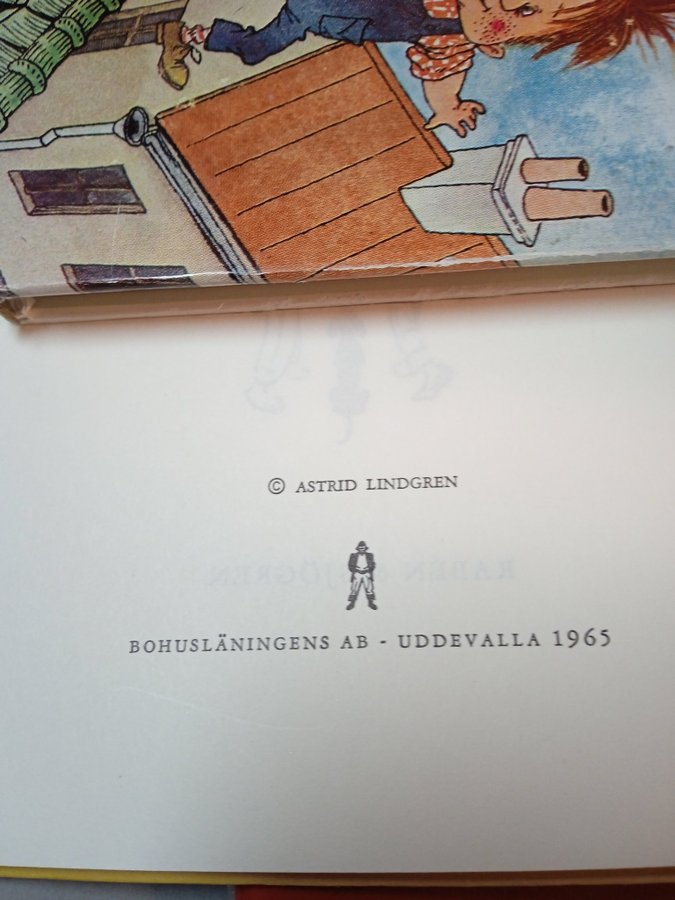 © ASTRID LINDGREN
BOHUSLÄNINGENS AB - UDDEVALLA 1965